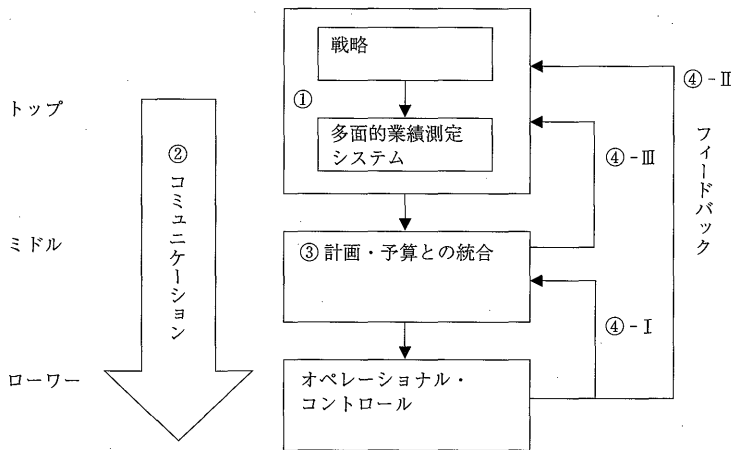 戦略
④-Ⅱ
①
トップ
多面的業績測定
システム
②
コミュニケーション
④-Ⅲ
フィードバック
ミドル
③計画・予算との統合
④-Ⅰ
ローワー
オペレーショナル・
コントロール